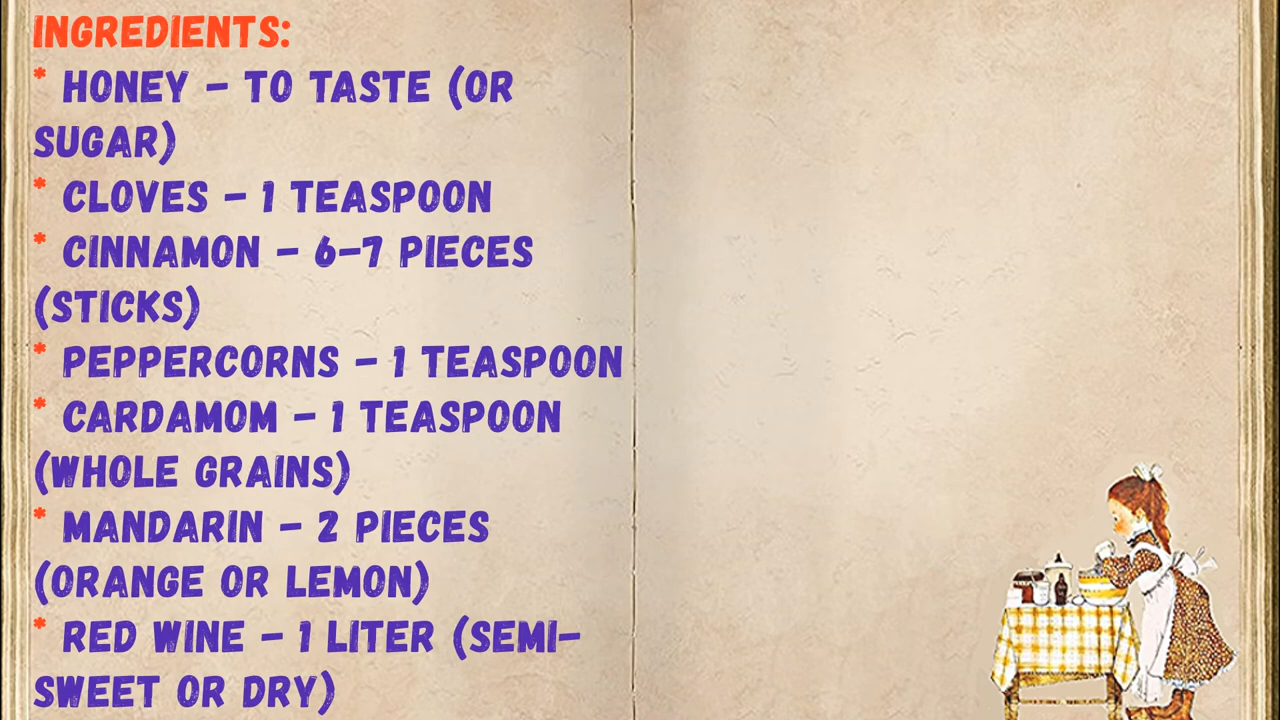 INGREDIENTS:
* HONEY – TO TASTE (OR
SUGAR)
* CLOVES – 1 TEASPOON
* CINNAMON – 6–7 PIECES
(STICKS)
* PEPPERCORNS – 1 TEASPOON
* CARDAMOM – 1 TEASPOON
(WHOLE GRAINS)
* MANDARIN – 2 PIECES
(ORANGE OR LEMON)
* RED WINE – 1 LITER (SEMI–
SWEET OR DRY)